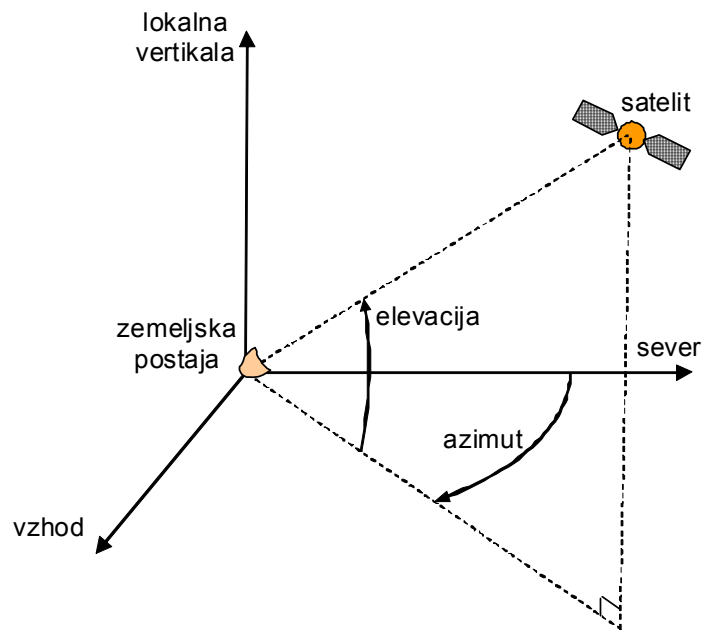 lokalna
vertikala
satelit
elevacija
zemeljska
postaja
sever
azimut
vzhod